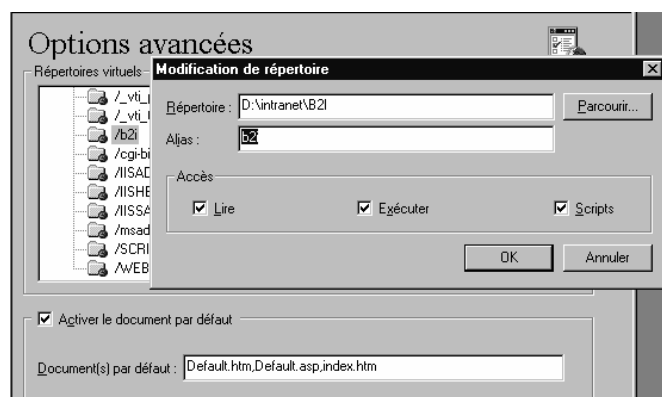 Options avancées
Répertoires virtuels
Modification de répertoire
/_vti_
/_vti_
/b2i
/cgi-bi
/IISAD
/IISHE
/IISSA
/msad
/SCRI
/WEB
Répertoire : D:\intranet\B2I
Parcourir...
Alias : b2i
Accès
Lire
Exécuter
Scripts
OK
Annuler
Activer le document par défaut
Document(s) par défaut : Default.htm,Default.asp,index.htm